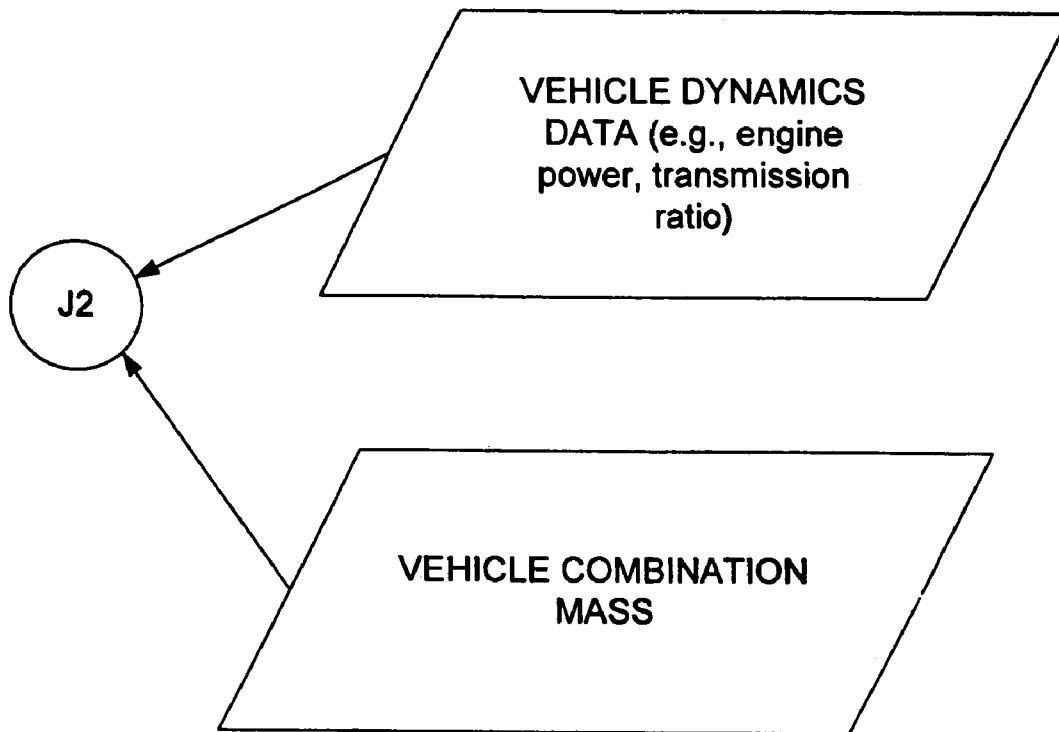 VEHICLE DYNAMICS
DATA (e.g., engine
power, transmission
ratio)
J2
VEHICLE COMBINATION
MASS